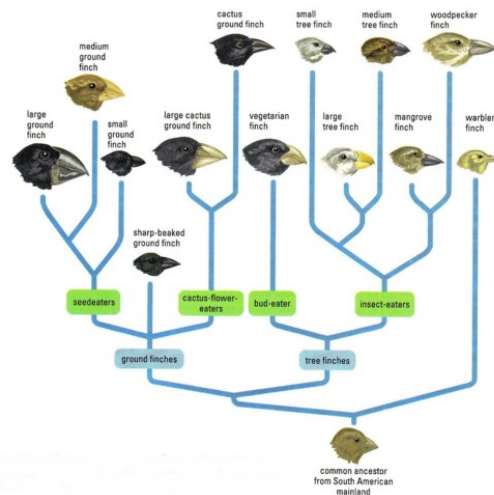 cactus
ground finch
small
tree finch
medium
tree finch
woodpecker
finch
medium
ground
finch
large
ground
finch
small
ground
finch
large cactus
ground finch
vegetarian
finch
large
tree finch
mangrove
finch
warbler
finch
sharp-beaked
ground finch
seedeaters
cactus-flower-
eaters
bud-eater
insect-eaters
ground finches
tree finches
common ancestor
from South American
mainland